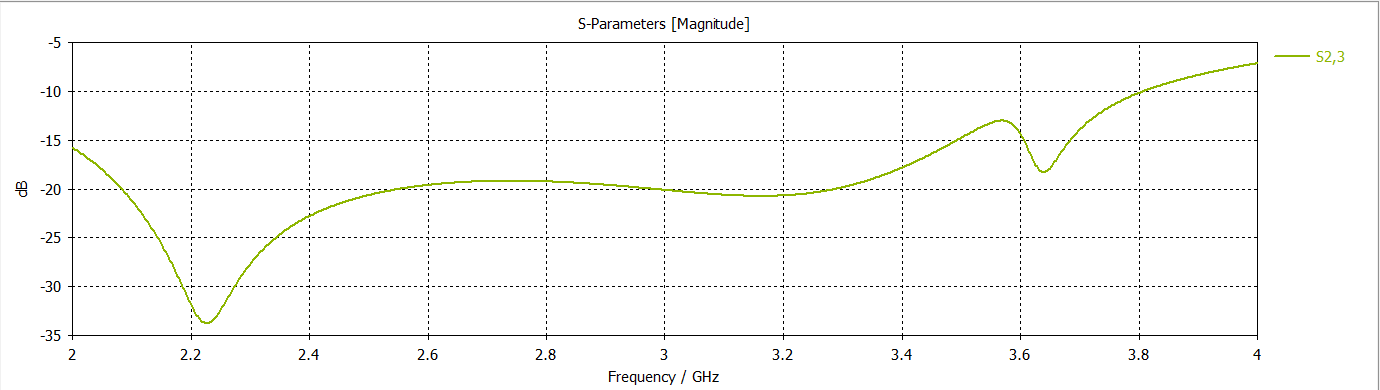 S-Parameters [Magnitude]
S2,3
-5
-10
-15
-20
-25
-30
-35
dB
2 2.2 2.4 2.6 2.8 3 3.2 3.4 3.6 3.8 4
Frequency / GHz